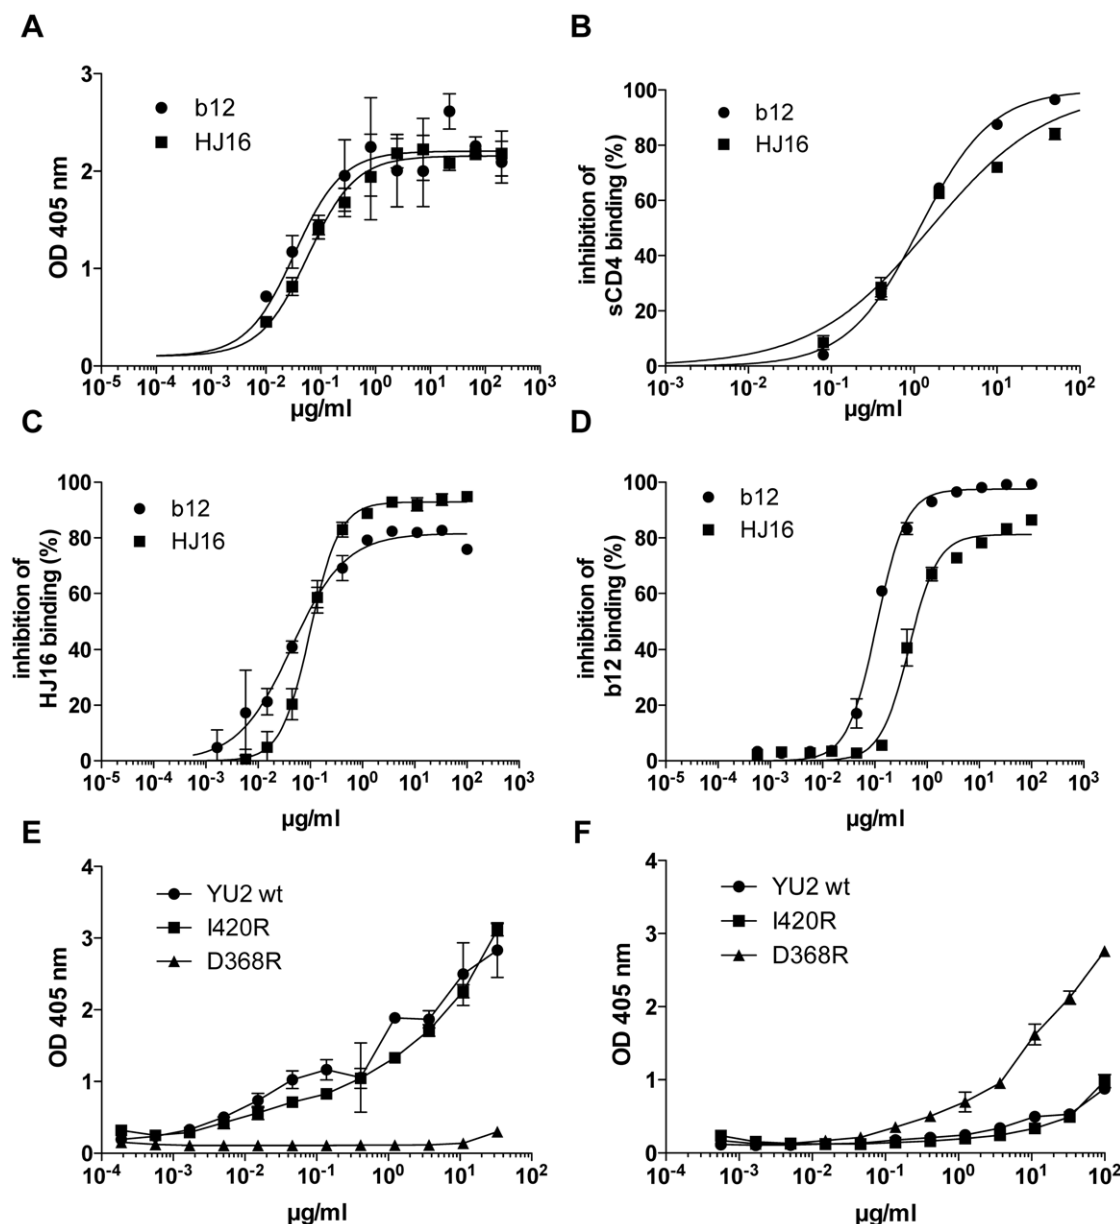 A
3
2
1
0
OD 405 nm
b12
HJ16
10-5 10-4 10-3 10-2 10-1 100 101 102 103
µg/ml
B
100
80
60
40
20
0
inhibition of
sCD4 binding (%)
b12
HJ16
10-3 10-2 10-1 100 101 102
µg/ml
C
100
80
60
40
20
0
inhibition of
HJ16 binding (%)
b12
HJ16
10-5 10-4 10-3 10-2 10-1 100 101 102 103
µg/ml
D
100
80
60
40
20
0
inhibition of
b12 binding (%)
b12
HJ16
10-5 10-4 10-3 10-2 10-1 100 101 102 103
µg/ml
E
4
3
2
1
0
OD 405 nm
YU2 wt
I420R
D368R
10-4 10-3 10-2 10-1 100 101 102
µg/ml
F
4
3
2
1
0
OD 405 nm
YU2 wt
I420R
D368R
10-4 10-3 10-2 10-1 100 101 102
µg/ml